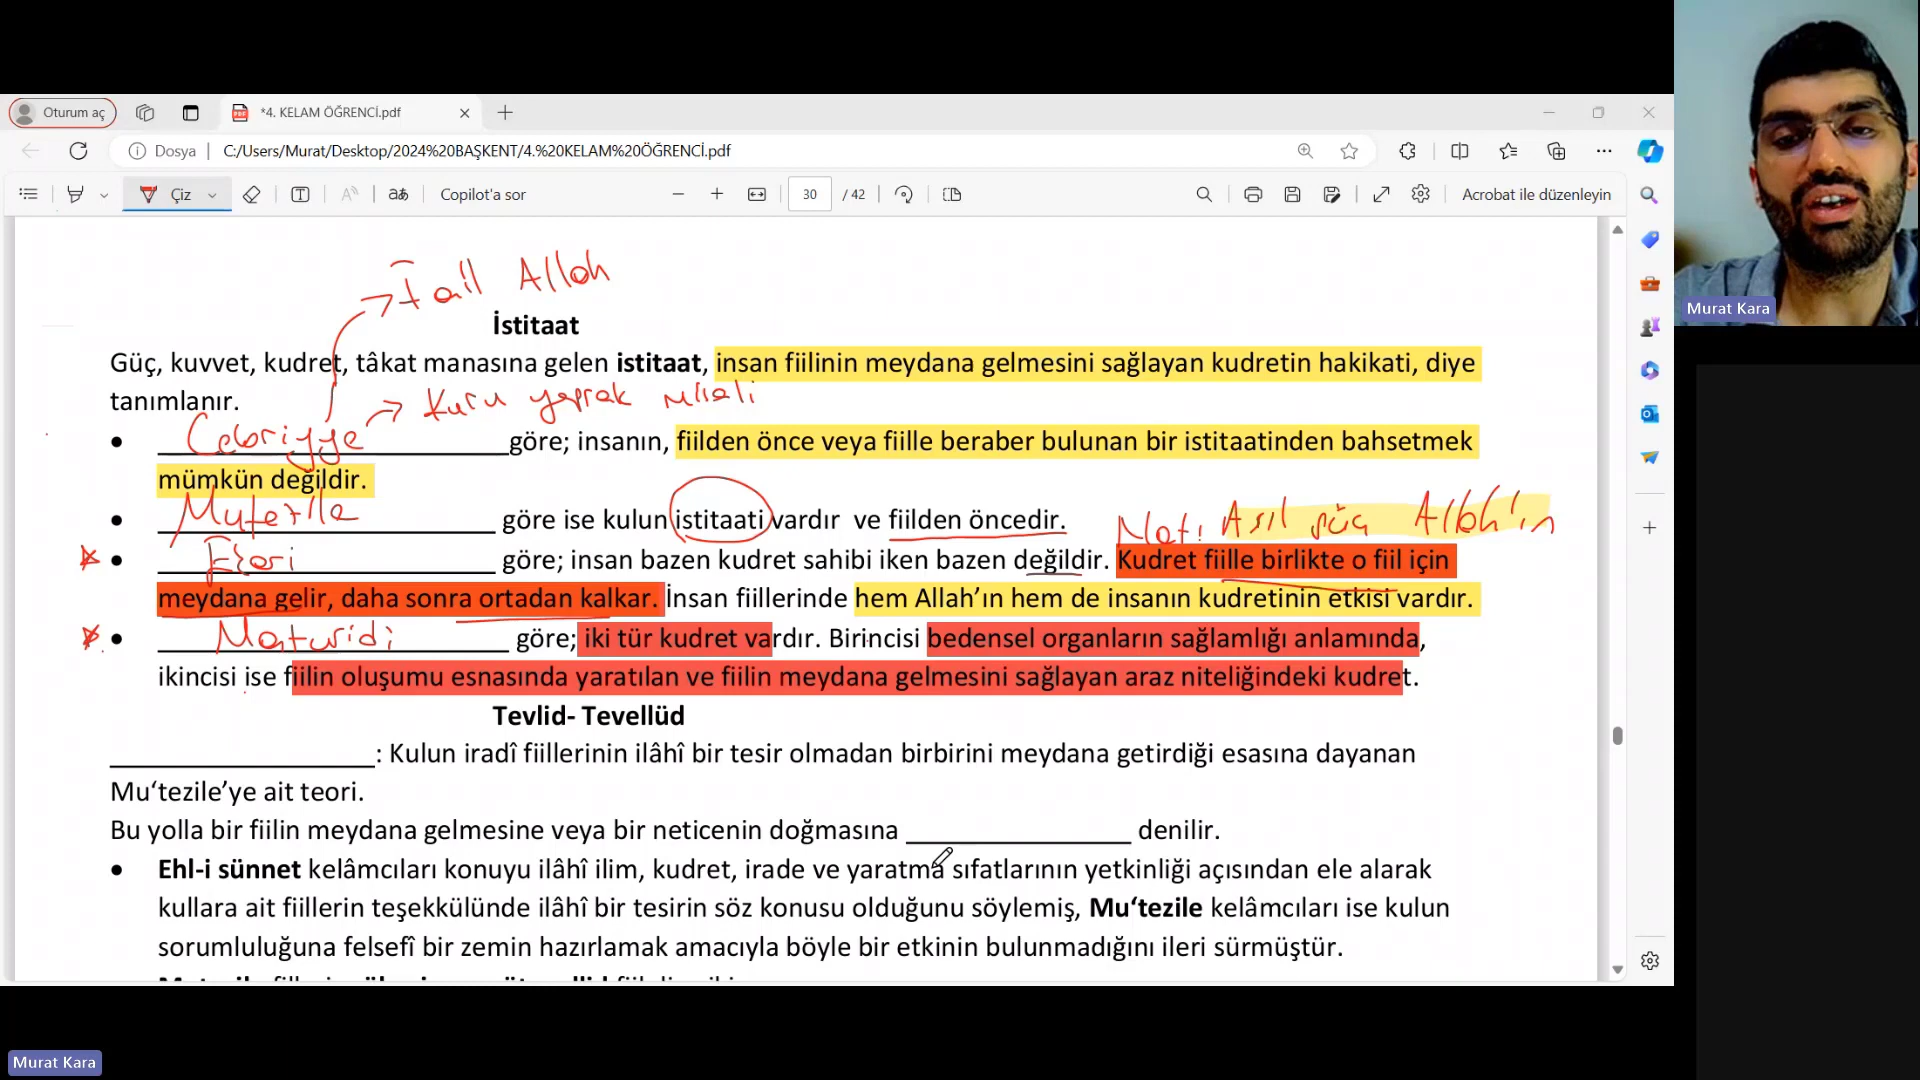 Oturum aç
*4. KELAM ÖĞRENCİ.pdf
Dosya
C:/Users/Murat/Desktop/2024%20BAŞKENT/4.%20KELAM%20ÖĞRENCİ.pdf
Çiz
Copilot'a sor
30
/ 42
Acrobat ile düzenleyin
Murat Kara
Fail Allah
İstitaat
Güç, kuvvet, kudret, tâkat manasına gelen istitaat, insan fiilinin meydana gelmesini sağlayan kudretin hakikati, diye
tanımlanır.
Kuru yaprak misali
Cebriyye göre; insanın, fiilden önce veya fiille beraber bulunan bir istitaatinden bahsetmek
mümkün değildir.
Mutezile göre ise kulun istitaati vardır ve fiilden öncedir.
Not: Asıl güç Allah'ın
Eşari göre; insan bazen kudret sahibi iken bazen değildir. Kudret fiille birlikte o fiil için
meydana gelir, daha sonra ortadan kalkar. İnsan fiillerinde hem Allah’ın hem de insanın kudretinin etkisi vardır.
Maturidi göre; iki tür kudret vardır. Birincisi bedensel organların sağlamlığı anlamında,
ikincisi ise fiilin oluşumu esnasında yaratılan ve fiilin meydana gelmesini sağlayan araz niteliğindeki kudret.
Tevlid- Tevellüd
____________________: Kulun iradî fiillerinin ilâhî bir tesir olmadan birbirini meydana getirdiği esasına dayanan
Mu‘tezile’ye ait teori.
Bu yolla bir fiilin meydana gelmesine veya bir neticenin doğmasına _________________ denilir.
Ehl-i sünnet kelâmcıları konuyu ilâhî ilim, kudret, irade ve yaratma sıfatlarının yetkinliği açısından ele alarak
kullara ait fiillerin teşekkülünde ilâhî bir tesirin söz konusu olduğunu söylemiş, Mu‘tezile kelâmcıları ise kulun
sorumluluğuna felsefî bir zemin hazırlamak amacıyla böyle bir etkinin bulunmadığını ileri sürmüştür.
Murat Kara